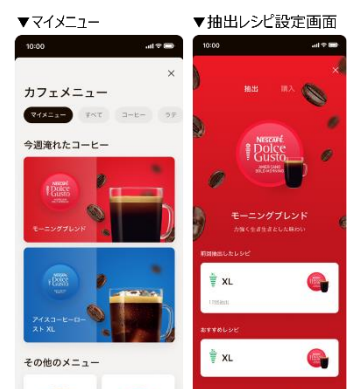 ▼マイメニュー
▼抽出レシピ設定画面
10:00
カフェメニュー
マイメニュー
すべて
コーヒー
ラテ
今週淹れたコーヒー
NESCAFÉ
Dolce
Gusto
モーニングブレンド
NESCAFÉ
Dolce
Gusto
アイスコーヒーロー
スト XL
その他のメニュー
10:00
抽出
購入
NESCAFÉ
Dolce
Gusto
モーニングブレンド
力強く生き生きとした味わい
前回抽出したレシピ
XL
おすすめレシピ
XL